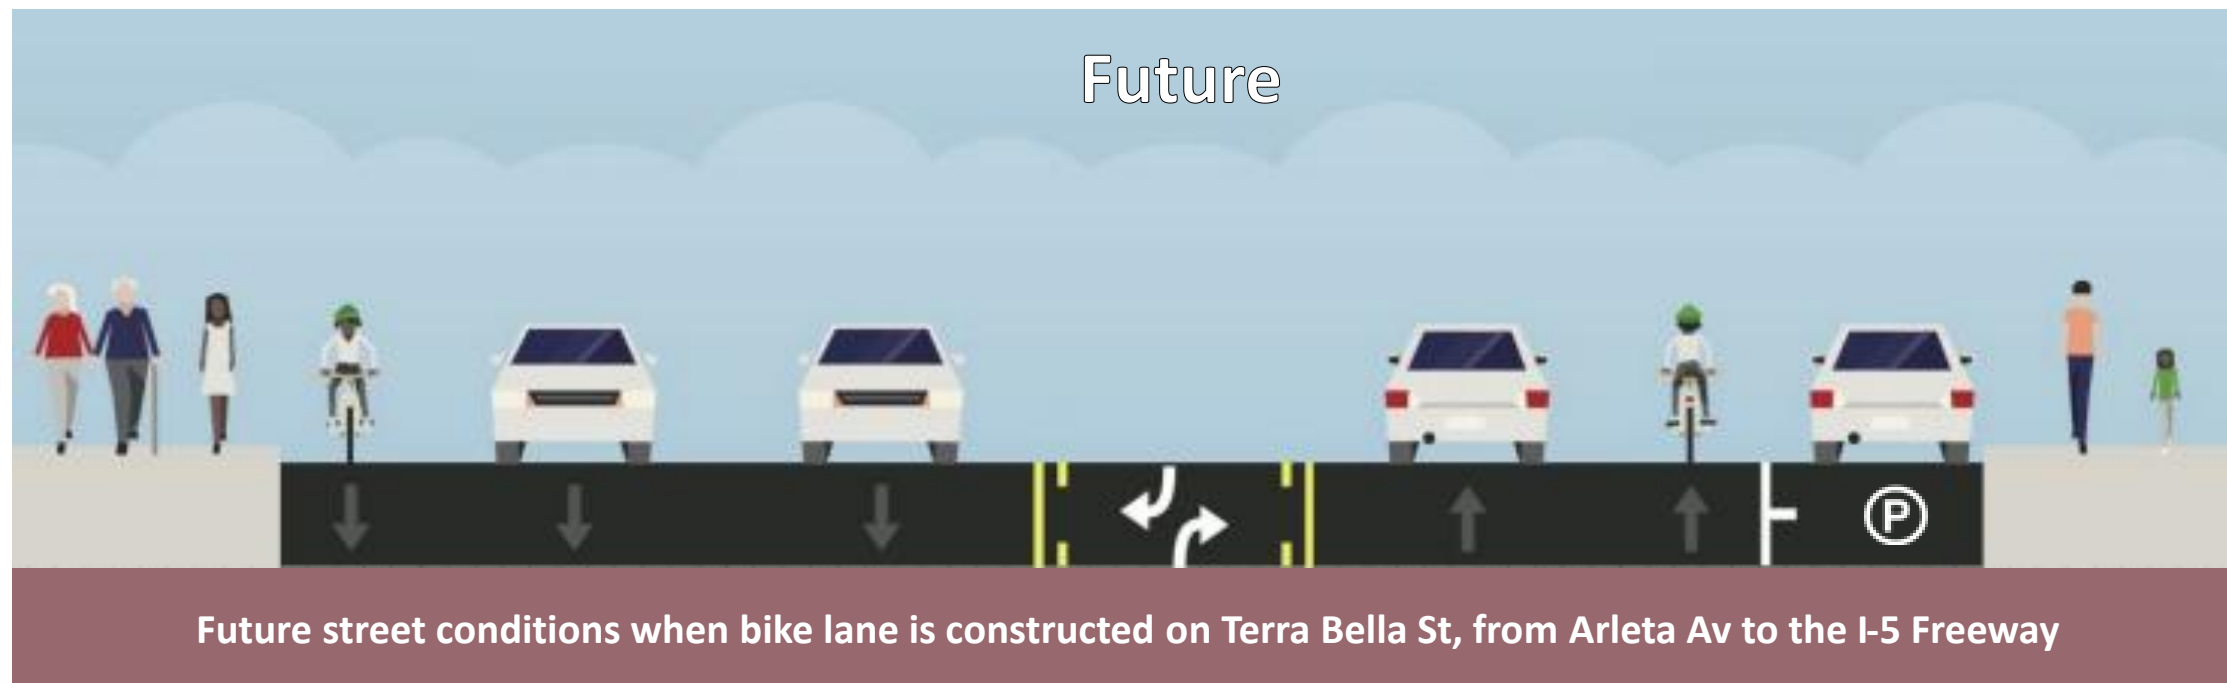 Future
P
Future street conditions when bike lane is constructed on Terra Bella St, from Arleta Av to the I-5 Freeway